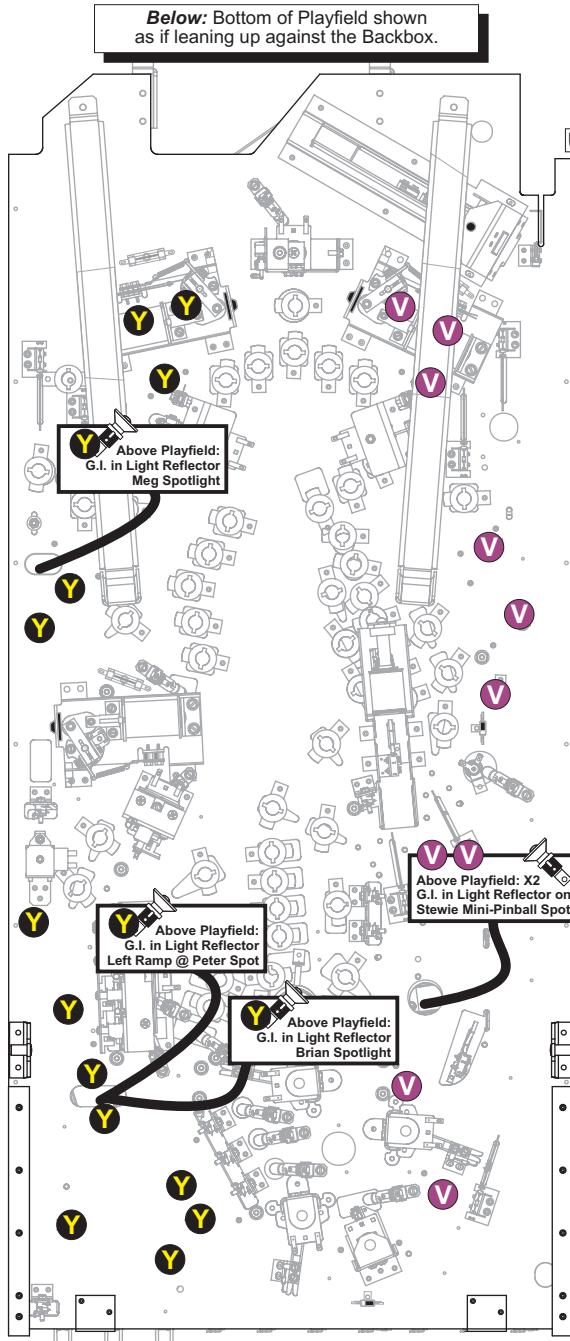 Below: Bottom of Playfield shown
as if leaning up against the Backbox.
Y
Y
V
V
Y
V
Y
Above Playfield:
G.I. in Light Reflector
Meg Spotlight
V
Y
V
Y
V
V
V
Above Playfield: X2
G.I. in Light Reflector on
Stewie Mini-Pinball Spot
Y
Y
Above Playfield:
G.I. in Light Reflector
Left Ramp @ Peter Spot
Y
Y
Above Playfield:
G.I. in Light Reflector
Brian Spotlight
Y
V
Y
Y
V
Y
Y
Y